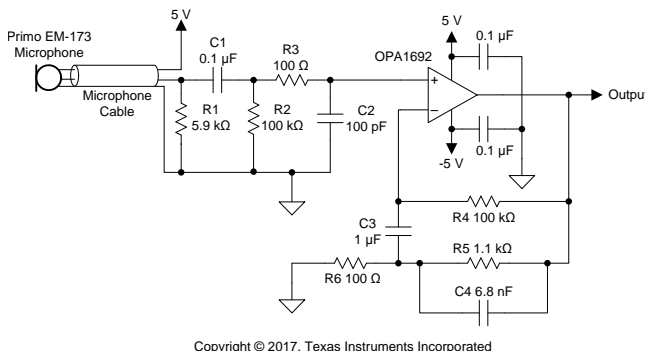 5 V
Primo EM-173
Microphone
Microphone
Cable
C1
0.1 µF
R3
100 Ω
R1
5.9 kΩ
R2
100 kΩ
C2
100 pF
OPA1692
5 V
0.1 µF
+
−
0.1 µF
-5 V
Output
R4 100 kΩ
C3
1 µF
R5 1.1 kΩ
R6 100 Ω
C4 6.8 nF
Copyright © 2017, Texas Instruments Incorporated